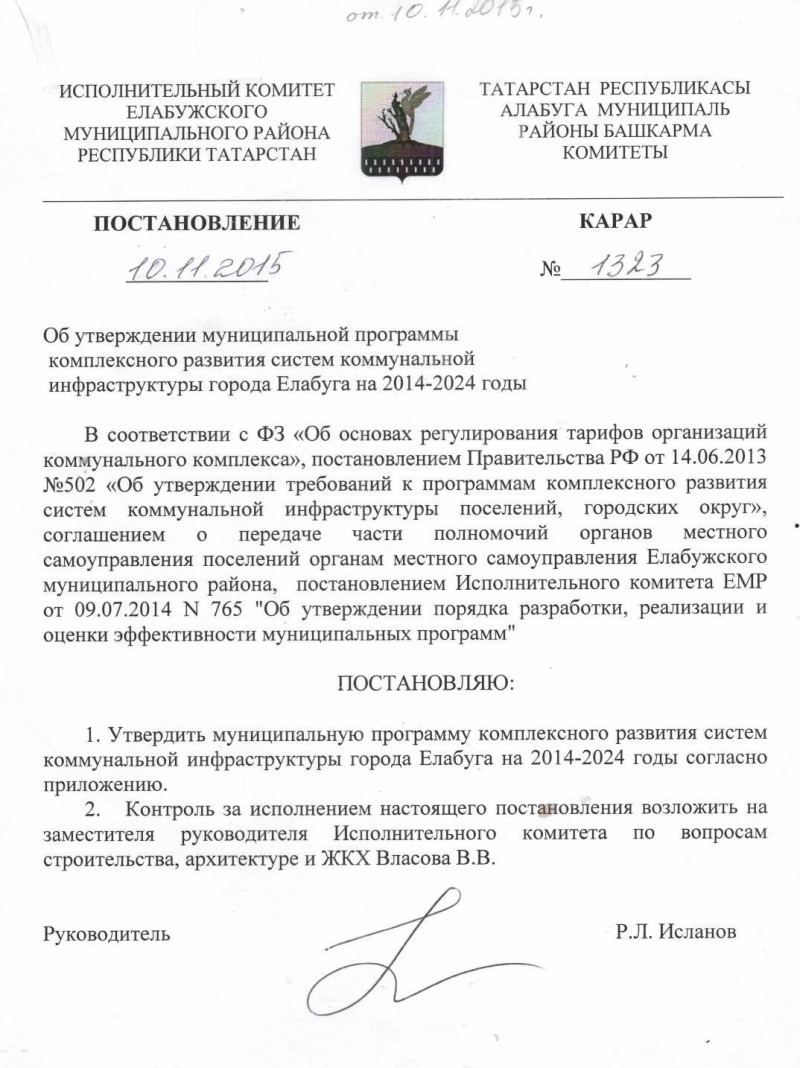 от 10.11.2015г.
ИСПОЛНИТЕЛЬНЫЙ КОМИТЕТ
ЕЛАБУЖСКОГО
МУНИЦИПАЛЬНОГО РАЙОНА
РЕСПУБЛИКИ ТАТАРСТАН
ТАТАРСТАН РЕСПУБЛИКАСЫ
АЛАБУГА МУНИЦИПАЛЬ
РАЙОНЫ БАШКАРМА
КОМИТЕТЫ
ПОСТАНОВЛЕНИЕ
КАРАР
10.11.2015
№ 1323
Об утверждении муниципальной программы
комплексного развития систем коммунальной
инфраструктуры города Елабуга на 2014-2024 годы
В соответствии с ФЗ «Об основах регулирования тарифов организаций
коммунального комплекса», постановлением Правительства РФ от 14.06.2013
№502 «Об утверждении требований к программам комплексного развития
систем коммунальной инфраструктуры поселений, городских округ»,
соглашением о передаче части полномочий органов местного
самоуправления поселений органам местного самоуправления Елабужского
муниципального района, постановлением Исполнительного комитета ЕМР
от 09.07.2014 N 765 "Об утверждении порядка разработки, реализации и
оценки эффективности муниципальных программ"
ПОСТАНОВЛЯЮ:
1. Утвердить муниципальную программу комплексного развития систем
коммунальной инфраструктуры города Елабуга на 2014-2024 годы согласно
приложению.
2. Контроль за исполнением настоящего постановления возложить на
заместителя руководителя Исполнительного комитета по вопросам
строительства, архитектуре и ЖКХ Власова В.В.
Руководитель
Р.Л. Исланов